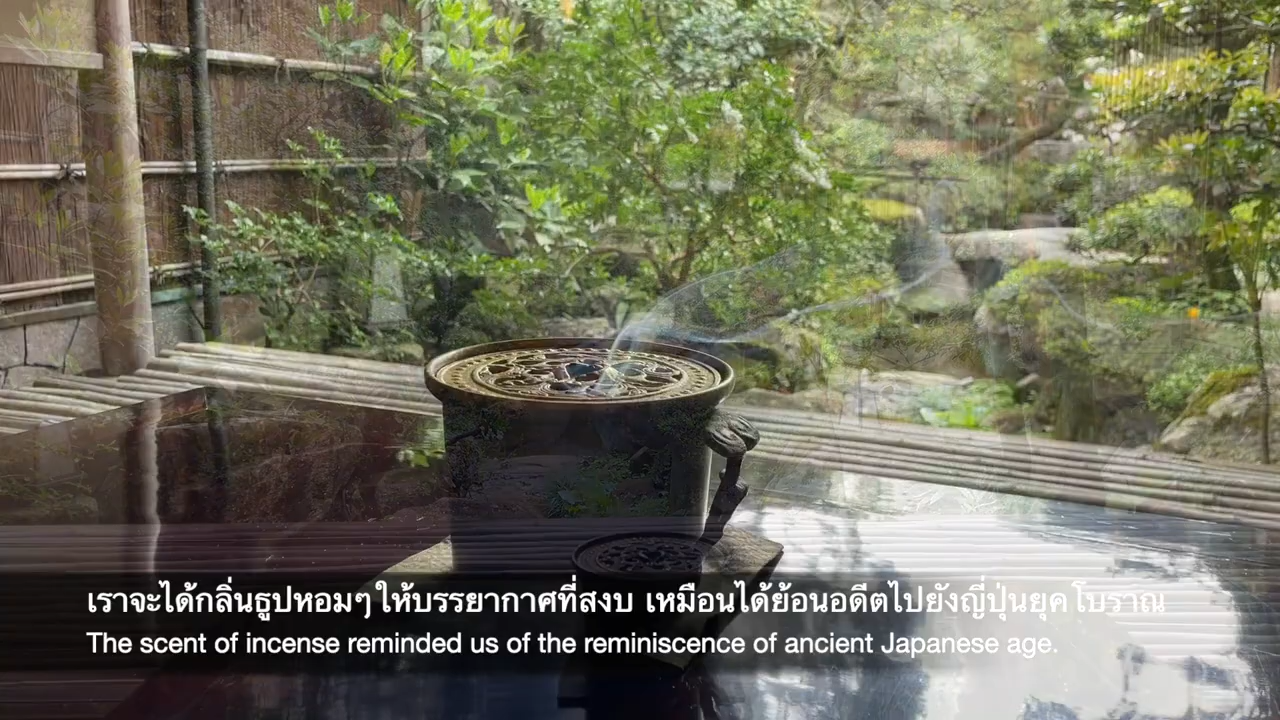 เราจะได้กลิ่นธูปหอมๆ ให้บรรยากาศที่สงบ เหมือนได้ย้อนอดีตไปยังญี่ปุ่นยุคโบราณ
The scent of incense reminded us of the reminiscence of ancient Japanese age.